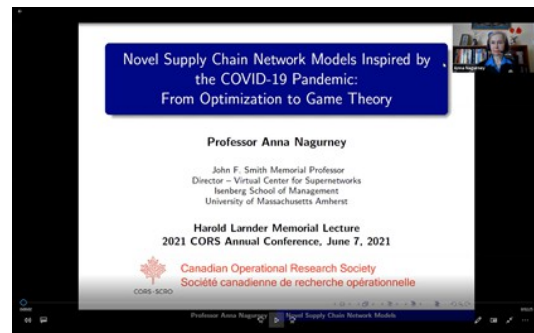 Novel Supply Chain Network Models Inspired by
the COVID-19 Pandemic:
From Optimization to Game Theory
Anna Nagurney
Professor Anna Nagurney
John F. Smith Memorial Professor
Director – Virtual Center for Supernetworks
Isenberg School of Management
University of Massachusetts Amherst
Harold Larnder Memorial Lecture
2021 CORS Annual Conference, June 7, 2021
Canadian Operational Research Society
Société canadienne de recherche opérationnelle
CORS-SCRO
Professor Anna Nagurney Novel Supply Chain Network Models